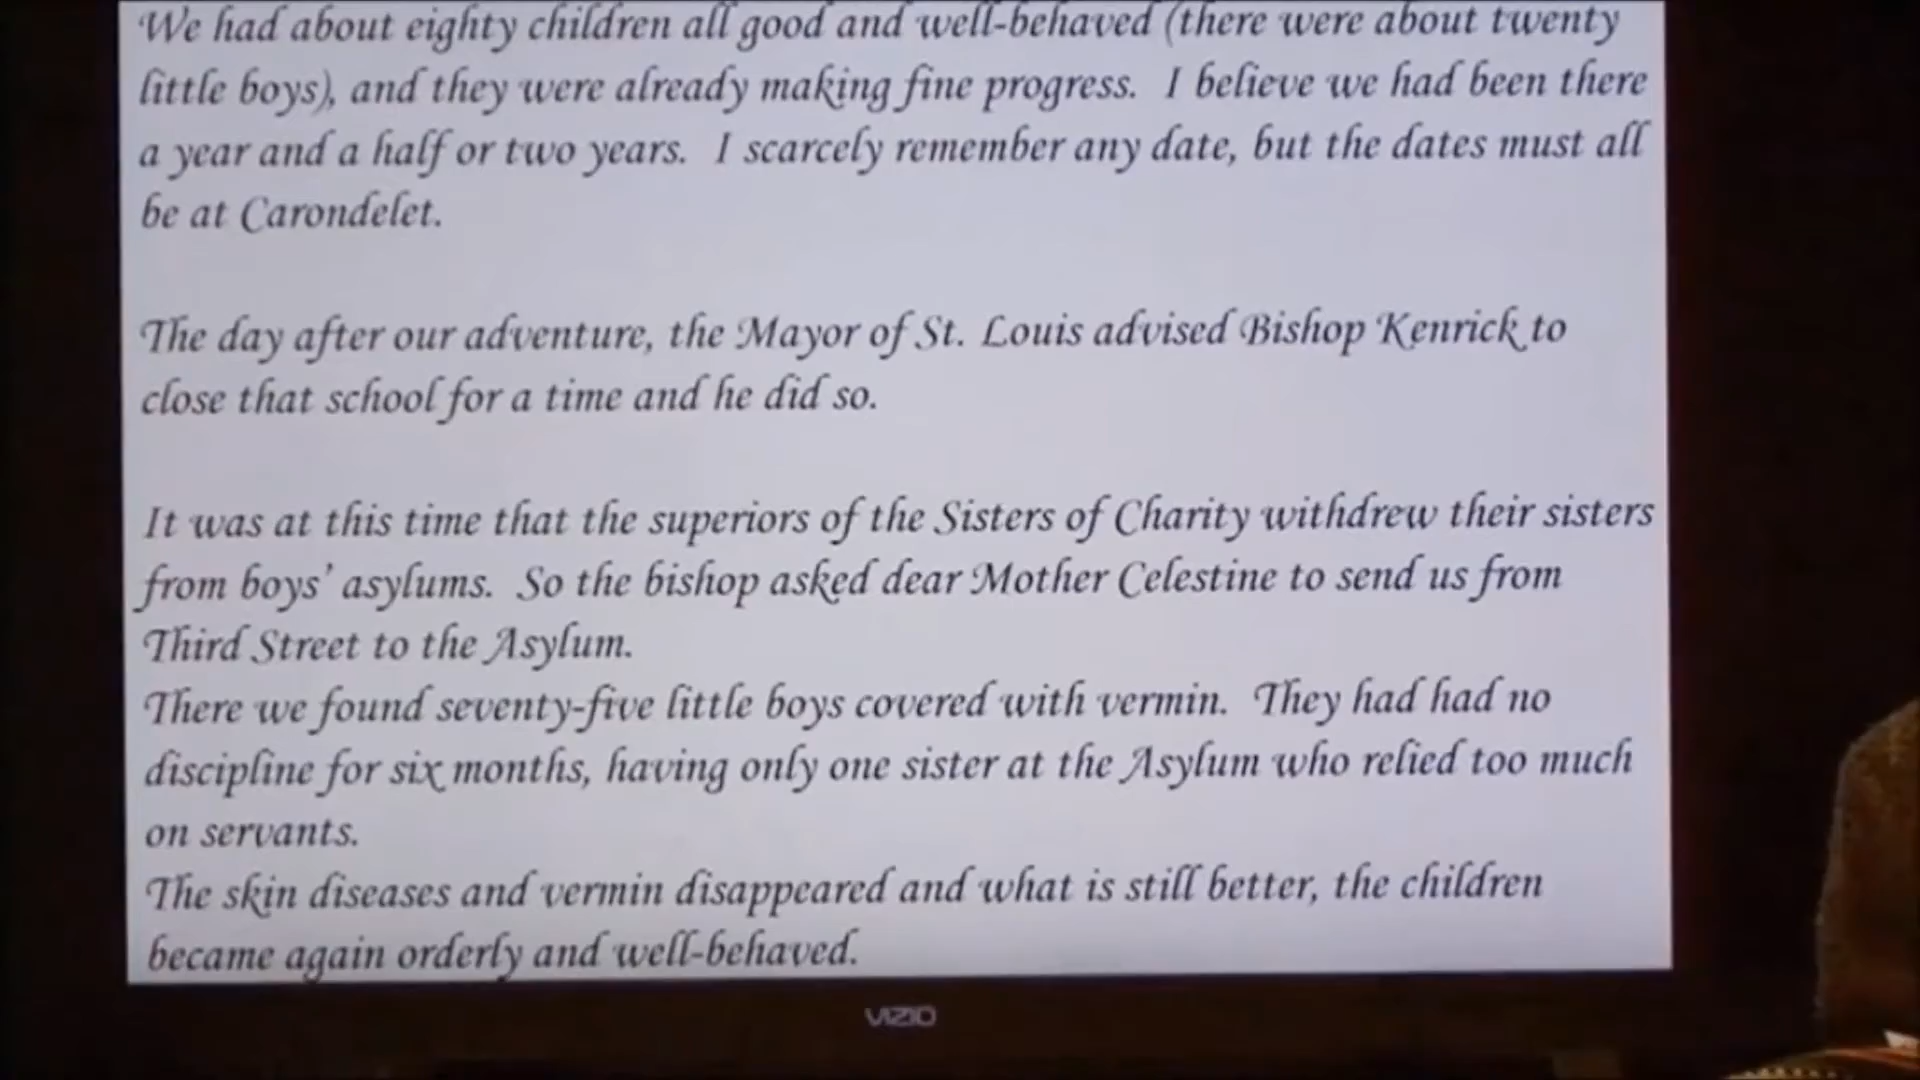 We had about eighty children all good and well-behaved (there were about twenty
little boys), and they were already making fine progress. I believe we had been there
a year and a half or two years. I scarcely remember any date, but the dates must all
be at Carondelet.
The day after our adventure, the Mayor of St. Louis advised Bishop Kenrick to
close that school for a time and he did so.
It was at this time that the superiors of the Sisters of Charity withdrew their sisters
from boys' asylums. So the bishop asked dear Mother Celestine to send us from
Third Street to the Asylum.
There we found seventy-five little boys covered with vermin. They had had no
discipline for six months, having only one sister at the Asylum who relied too much
on servants.
The skin diseases and vermin disappeared and what is still better, the children
became again orderly and well-behaved.
VIZIO